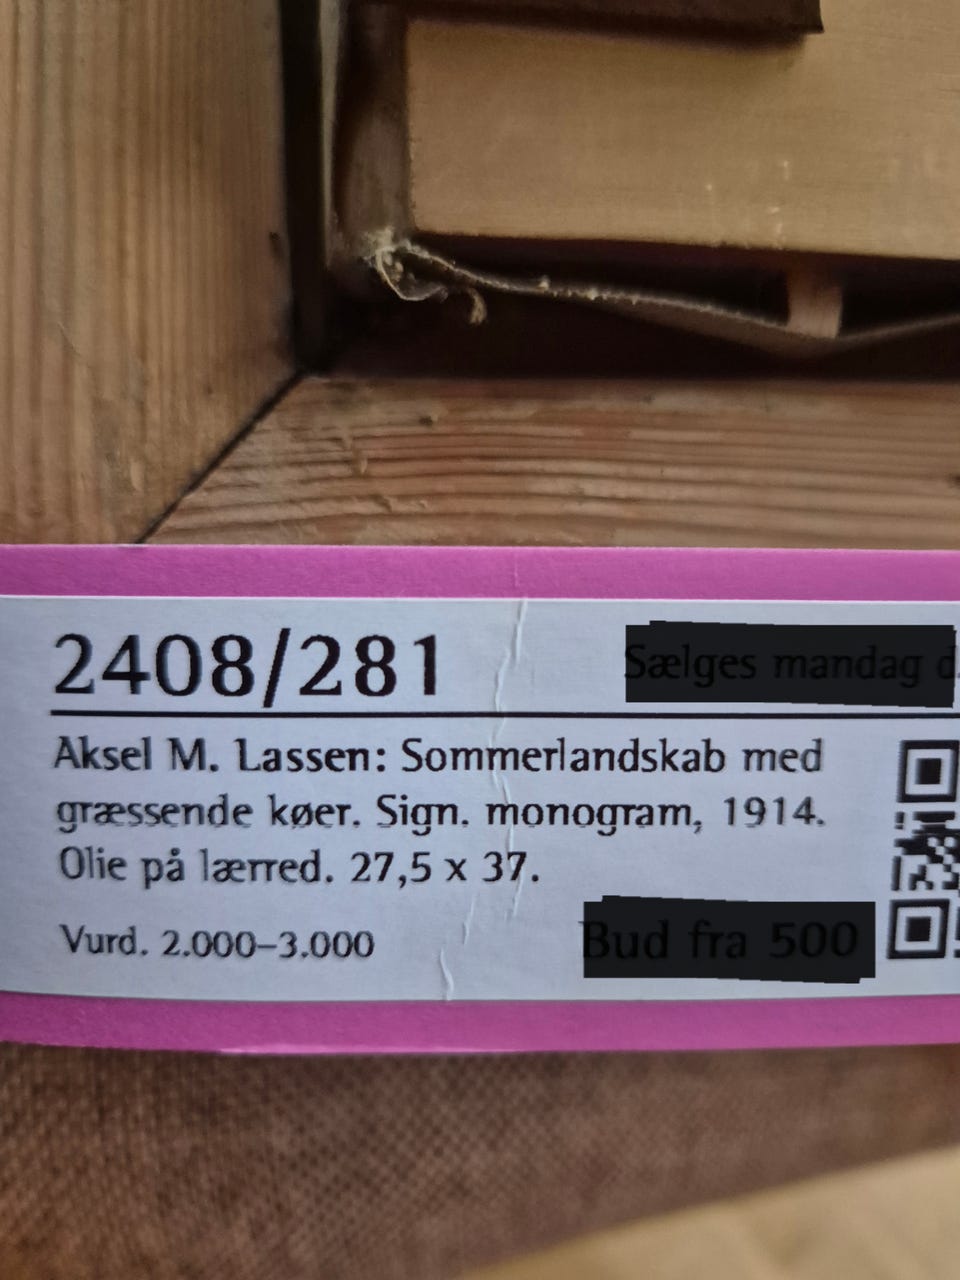 2408/281
Sælges mandag d.
Aksel M. Lassen: Sommerlandskab med
græssende køer. Sign. monogram, 1914.
Olie på lærred. 27,5 x 37.
Vurd. 2.000–3.000
Bud fra 500